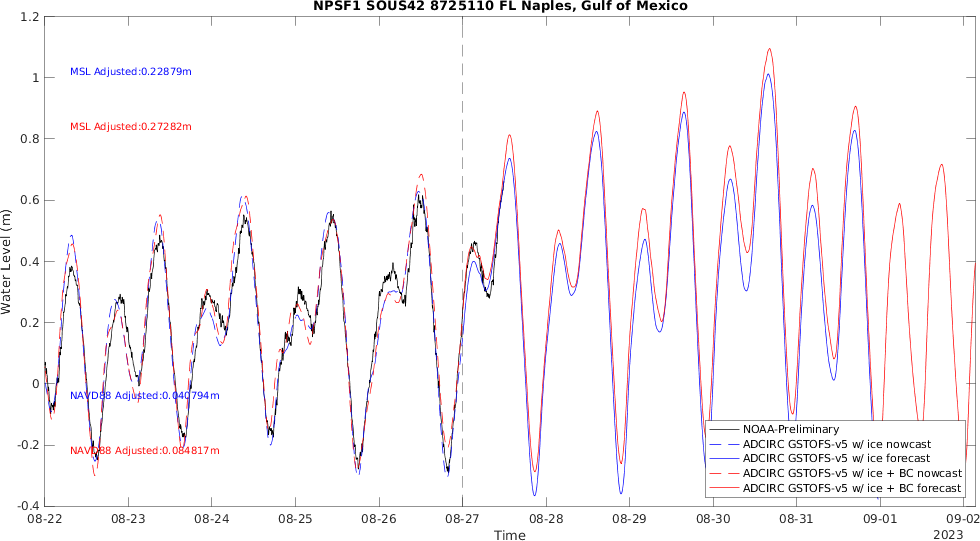 NPSF1 SOUS42 8725110 FL Naples, Gulf of Mexico
1.2
1
0.8
0.6
0.4
0.2
0
-0.2
-0.4
Water Level (m)
MSL Adjusted:0.22879m
MSL Adjusted:0.27282m
NAVD88 Adjusted:0.040794m
NAVD88 Adjusted:0.084817m
NOAA-Preliminary
ADCIRC GSTOFS-v5 w/ ice nowcast
ADCIRC GSTOFS-v5 w/ ice forecast
ADCIRC GSTOFS-v5 w/ ice + BC nowcast
ADCIRC GSTOFS-v5 w/ ice + BC forecast
08-22 08-23 08-24 08-25 08-26 08-27 08-28 08-29 08-30 08-31 09-01 09-02
Time
2023